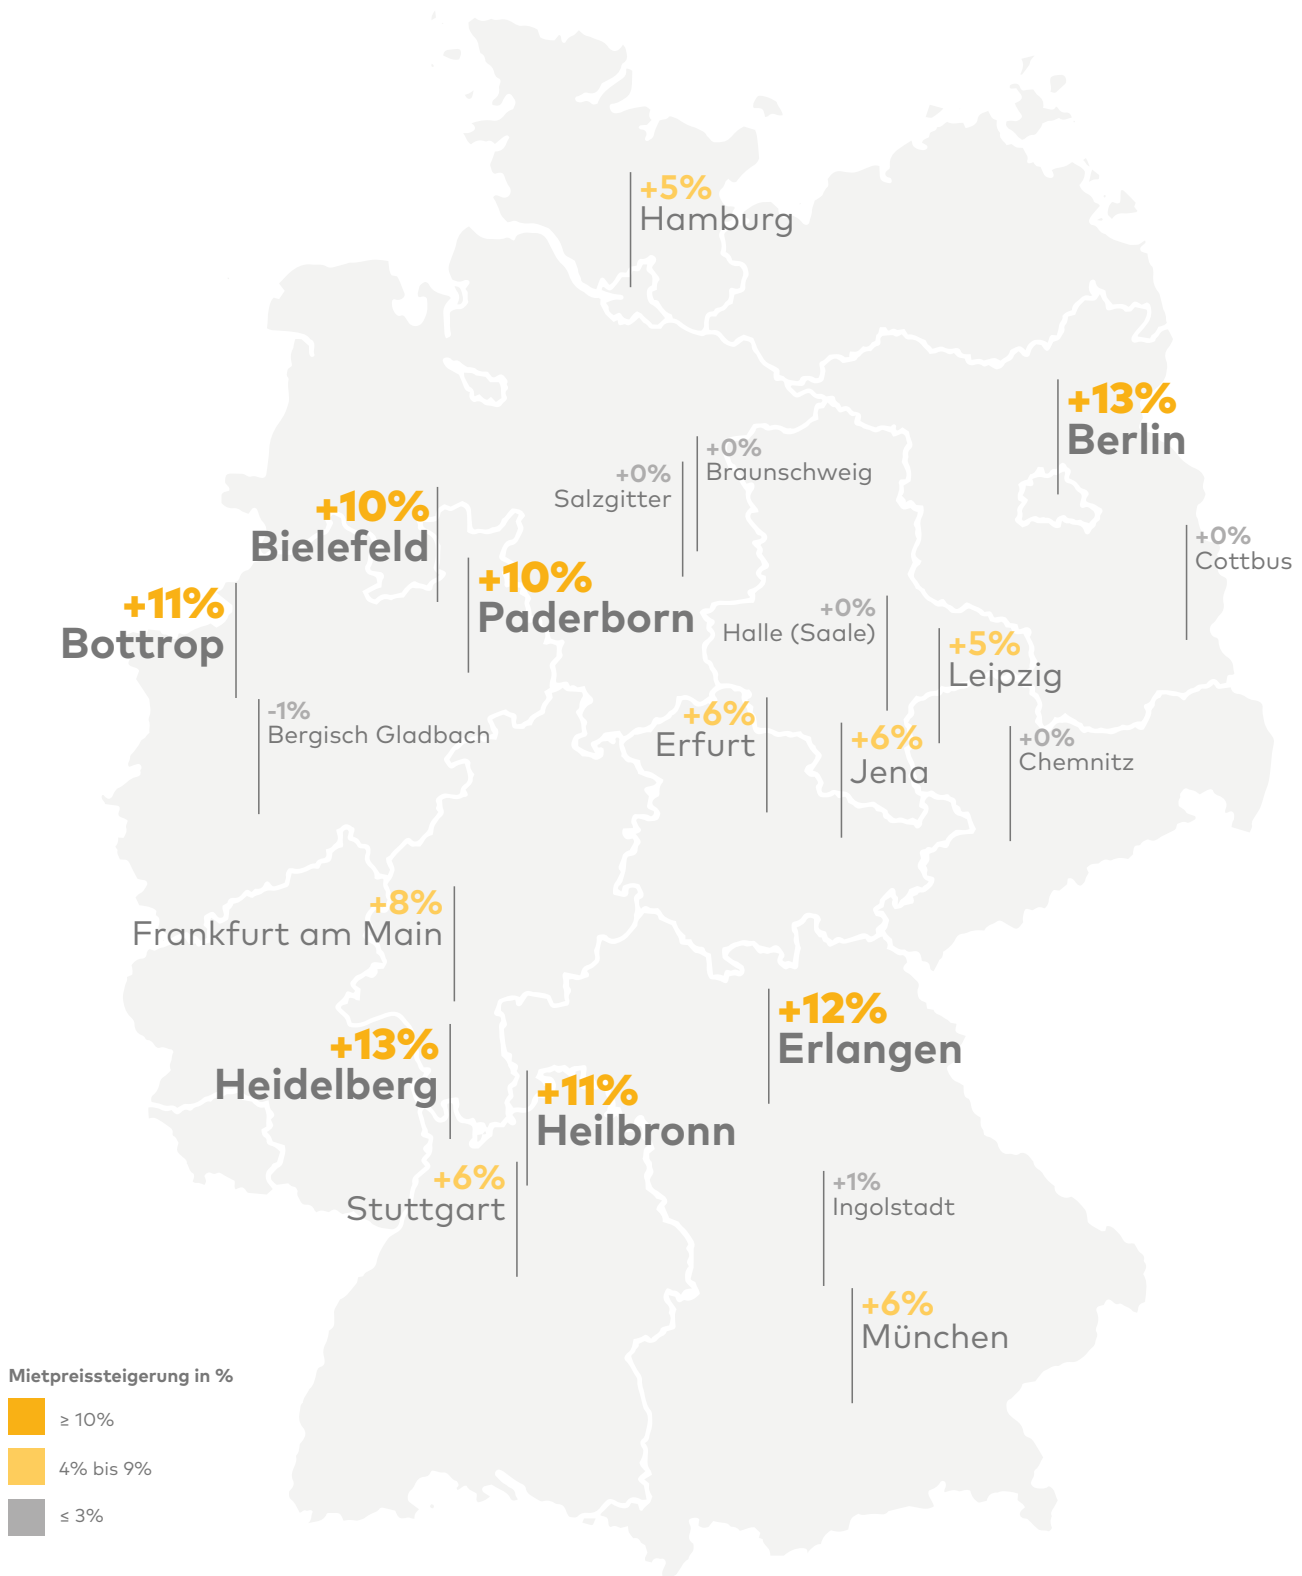 +5%
Hamburg
+13%
Berlin
+0%
Braunschweig
+0%
Salzgitter
+10%
Bielefeld
+0%
Cottbus
+10%
Paderborn
+11%
Bottrop
+0%
Halle (Saale)
+5%
Leipzig
-1%
Bergisch Gladbach
+6%
Erfurt
+6%
Jena
+0%
Chemnitz
+8%
Frankfurt am Main
+12%
Erlangen
+13%
Heidelberg
+11%
Heilbronn
+6%
Stuttgart
+1%
Ingolstadt
+6%
München
Mietpreissteigerung in %
≥ 10%
4% bis 9%
≤ 3%